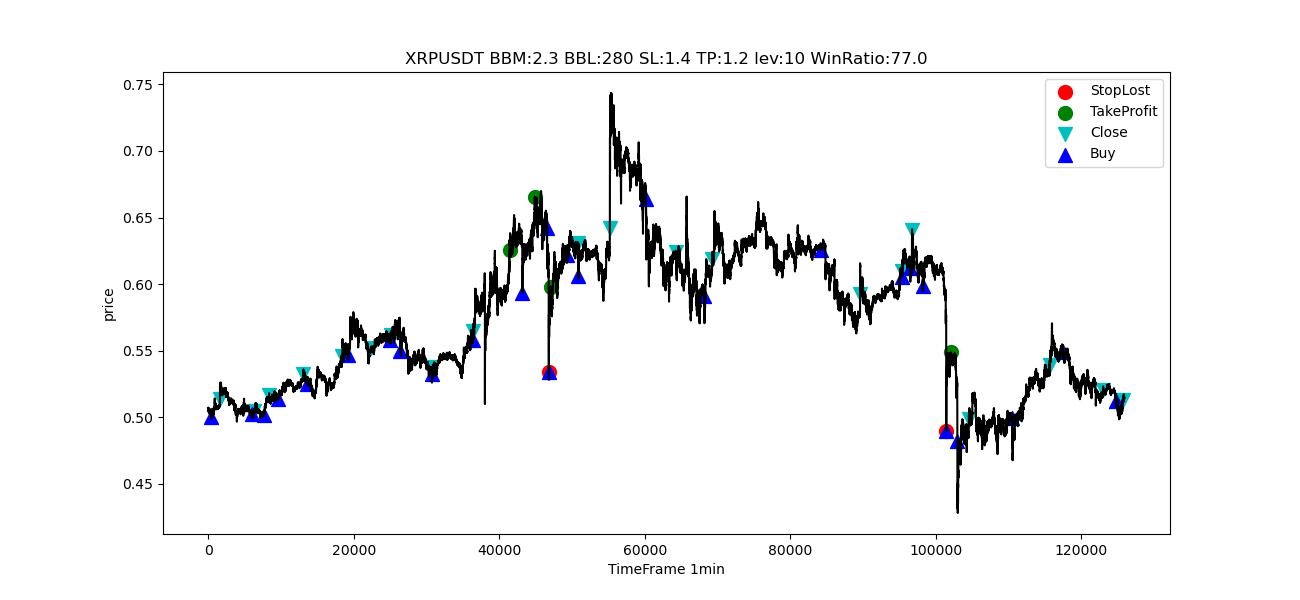 XRPUSDT BBM:2.3 BBL:280 SL:1.4 TP:1.2 lev:10 WinRatio:77.0
StopLost
TakeProfit
Close
Buy
price
0.75
0.70
0.65
0.60
0.55
0.50
0.45
0
20000
40000
60000
80000
100000
120000
TimeFrame 1min